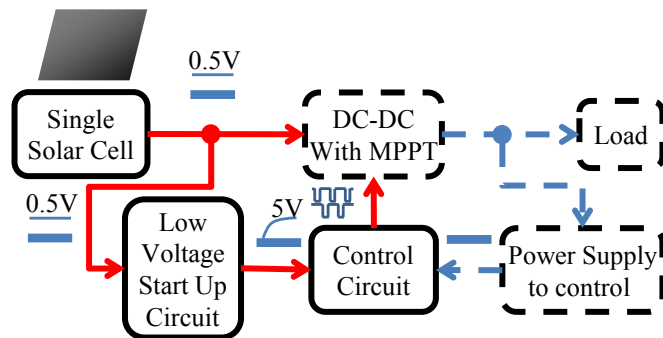 0.5V
Single
Solar Cell
DC-DC
With MPPT
Load
0.5V
Low
Voltage
Start Up
Circuit
5V
Control
Circuit
Power Supply
to control